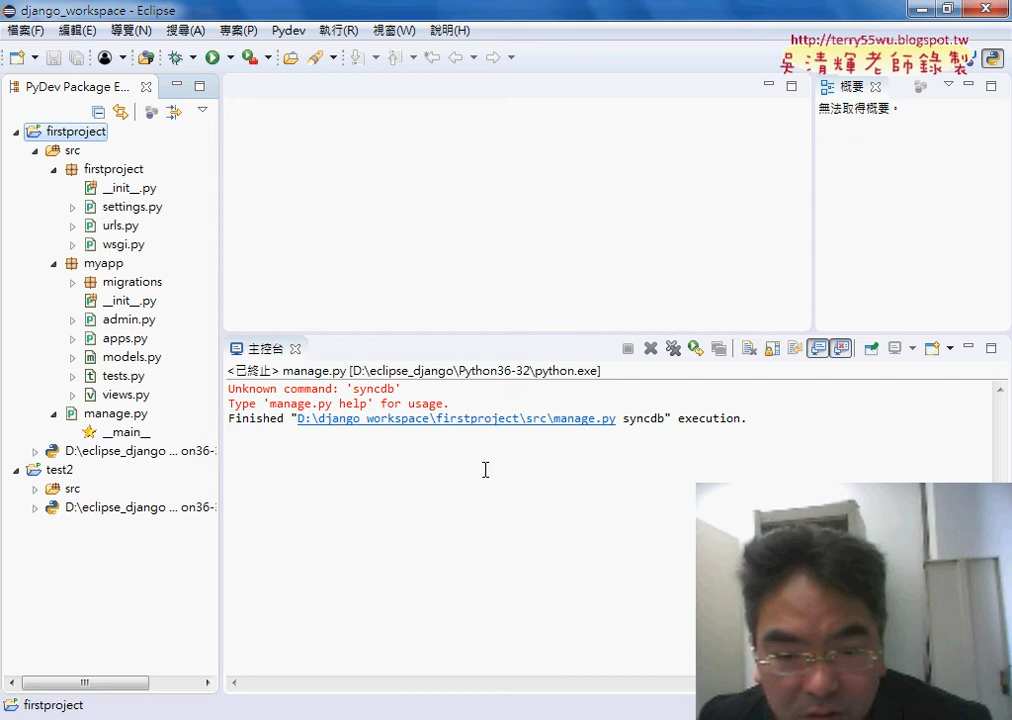 django_workspace - Eclipse
檔案(F) 編輯(E) 導覽(N) 搜尋(A) 專案(P) Pydev 執行(R) 視窗(W) 說明(H)
http://terry55wu.blogspot.tw
吳清輝老師錄製
PyDev Package E...
概要
無法取得概要。
firstproject
src
firstproject
__init__.py
settings.py
urls.py
wsgi.py
myapp
migrations
__init__.py
admin.py
apps.py
models.py
tests.py
views.py
manage.py
__main__
D:\eclipse_django ... on36-
test2
src
D:\eclipse_django ... on36-
主控台
<已終止> manage.py [D:\eclipse_django\Python36-32\python.exe]
Unknown command: 'syncdb'
Type 'manage.py help' for usage.
Finished "D:\django_workspace\firstproject\src\manage.py syncdb" execution.
firstproject